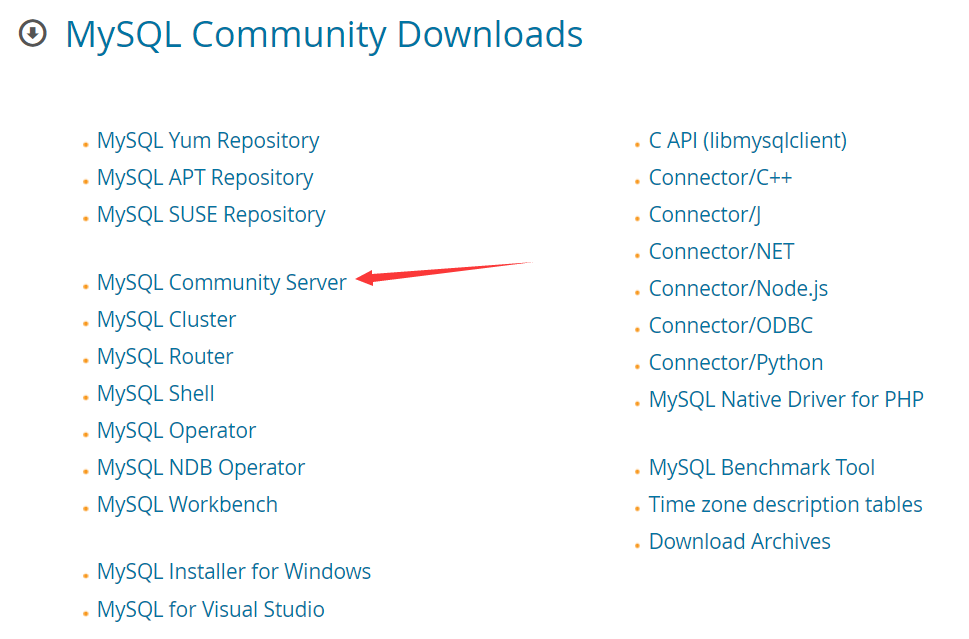 MySQL Community Downloads
MySQL Yum Repository
MySQL APT Repository
MySQL SUSE Repository
MySQL Community Server
MySQL Cluster
MySQL Router
MySQL Shell
MySQL Operator
MySQL NDB Operator
MySQL Workbench
MySQL Installer for Windows
MySQL for Visual Studio
C API (libmysqlclient)
Connector/C++
Connector/J
Connector/NET
Connector/Node.js
Connector/ODBC
Connector/Python
MySQL Native Driver for PHP
MySQL Benchmark Tool
Time zone description tables
Download Archives